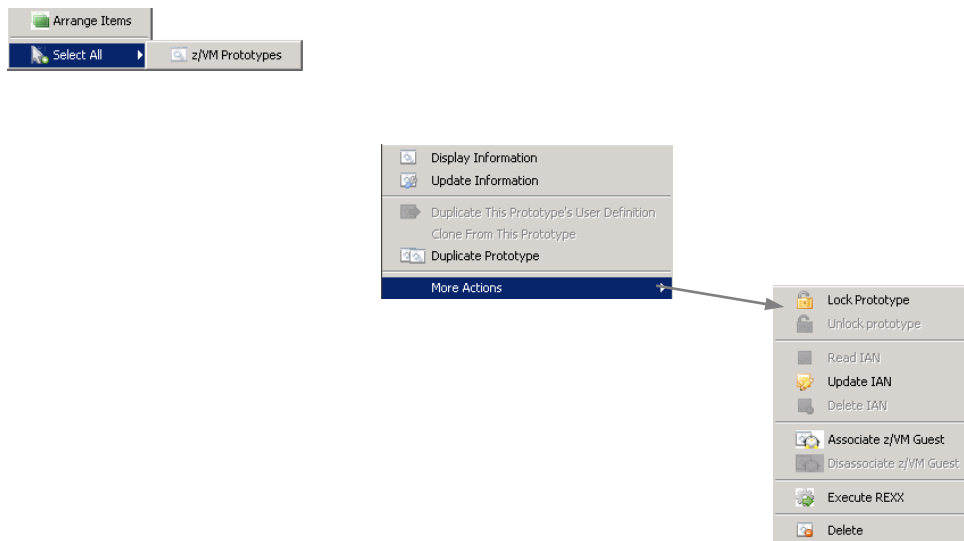 Arrange Items
Select All
z/VM Prototypes
Display Information
Update Information
Duplicate This Prototype's User Definition
Clone From This Prototype
Duplicate Prototype
More Actions
Lock Prototype
Unlock prototype
Read IAN
Update IAN
Delete IAN
Associate z/VM Guest
Disassociate z/VM Guest
Execute REXX
Delete